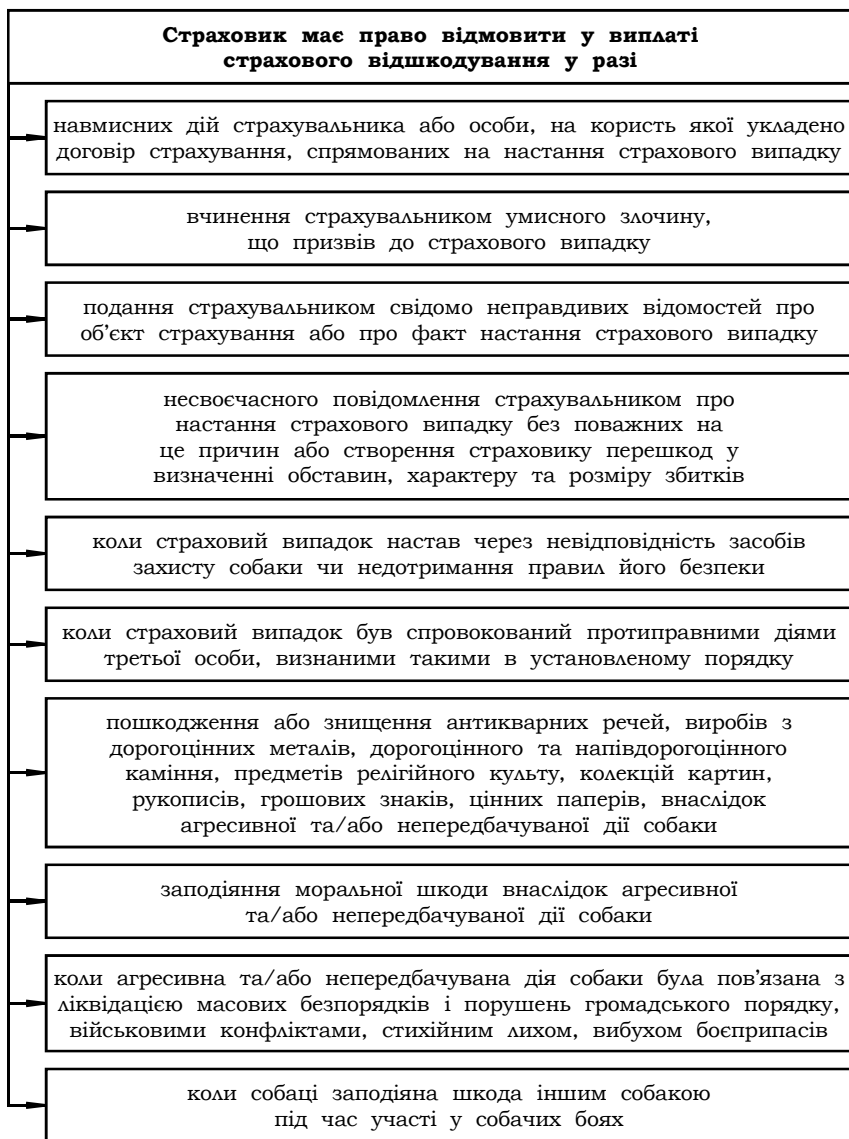 Страховик має право відмовити у виплаті
страхового відшкодування у разі
навмисних дій страхувальника або особи, на користь якої укладено
договір страхування, спрямованих на настання страхового випадку
вчинення страхувальником умисного злочину,
що призвів до страхового випадку
подання страхувальником свідомо неправдивих відомостей про
об’єкт страхування або про факт настання страхового випадку
несвоєчасного повідомлення страхувальником про
настання страхового випадку без поважних на
це причин або створення страховику перешкод у
визначенні обставин, характеру та розміру збитків
коли страховий випадок настав через невідповідність засобів
захисту собаки чи недотримання правил його безпеки
коли страховий випадок був спровокований протиправними діями
третьої особи, визнаними такими в установленому порядку
пошкодження або знищення антикварних речей, виробів з
дорогоцінних металів, дорогоцінного та напівдорогоцінного
каміння, предметів релігійного культу, колекцій картин,
рукописів, грошових знаків, цінних паперів, внаслідок
агресивної та/або непередбачуваної дії собаки
заподіяння моральної шкоди внаслідок агресивної
та/або непередбачуваної дії собаки
коли агресивна та/або непередбачувана дія собаки була пов’язана з
ліквідацією масових безпорядків і порушень громадського порядку,
військовими конфліктами, стихійним лихом, вибухом боєприпасів
коли собаці заподіяна шкода іншим собакою
під час участі у собачих боях